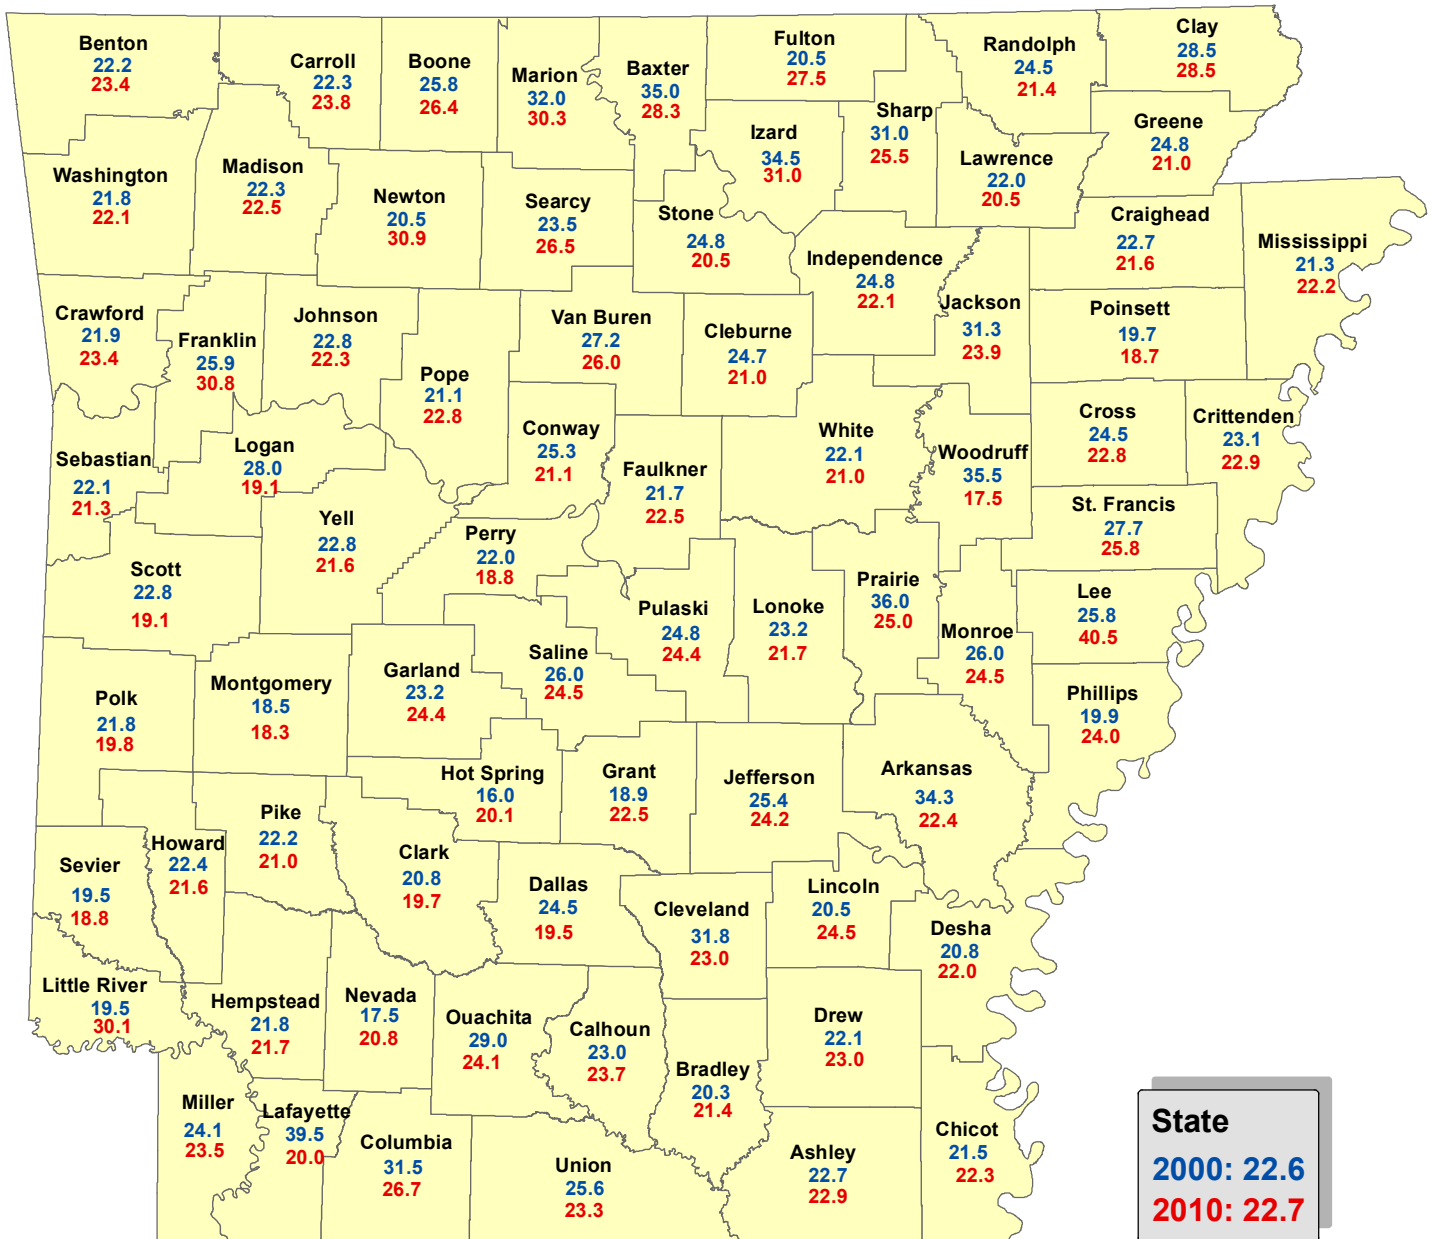 Benton
22.2
23.4
Carroll
22.3
23.8
Boone
25.8
26.4
Marion
32.0
30.3
Baxter
35.0
28.3
Fulton
20.5
27.5
Randolph
24.5
21.4
Clay
28.5
28.5
Washington
21.8
22.1
Madison
22.3
22.5
Newton
20.5
30.9
Searcy
23.5
26.5
Stone
24.8
20.5
Izard
34.5
31.0
Sharp
31.0
25.5
Lawrence
22.0
20.5
Greene
24.8
21.0
Independence
24.8
22.1
Jackson
31.3
23.9
Craighead
22.7
21.6
Mississippi
21.3
22.2
Crawford
21.9
23.4
Franklin
25.9
30.8
Johnson
22.8
22.3
Pope
21.1
22.8
Van Buren
27.2
26.0
Cleburne
24.7
21.0
Poinsett
19.7
18.7
Sebastian
22.1
21.3
Logan
28.0
19.1
Conway
25.3
21.1
Faulkner
21.7
22.5
White
22.1
21.0
Woodruff
35.5
17.5
Cross
24.5
22.8
Crittenden
23.1
22.9
St. Francis
27.7
25.8
Scott
22.8
19.1
Yell
22.8
21.6
Perry
22.0
18.8
Pulaski
24.8
24.4
Lonoke
23.2
21.7
Prairie
36.0
25.0
Monroe
26.0
24.5
Lee
25.8
40.5
Phillips
19.9
24.0
Polk
21.8
19.8
Montgomery
18.5
18.3
Garland
23.2
24.4
Saline
26.0
24.5
Hot Spring
16.0
20.1
Grant
18.9
22.5
Jefferson
25.4
24.2
Arkansas
34.3
22.4
Sevier
19.5
18.8
Howard
22.4
21.6
Pike
22.2
21.0
Clark
20.8
19.7
Dallas
24.5
19.5
Cleveland
31.8
23.0
Lincoln
20.5
24.5
Desha
20.8
22.0
Little River
19.5
30.1
Hempstead
21.8
21.7
Nevada
17.5
20.8
Ouachita
29.0
24.1
Calhoun
23.0
23.7
Bradley
20.3
21.4
Drew
22.1
23.0
Miller
24.1
23.5
Lafayette
39.5
20.0
Columbia
31.5
26.7
Union
25.6
23.3
Ashley
22.7
22.9
Chicot
21.5
22.3
State
2000: 22.6
2010: 22.7